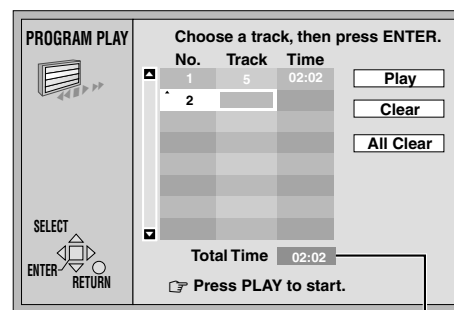 PROGRAM PLAY
Choose a track, then press ENTER.
No. Track Time
1 5 02:02
2
Play
Clear
All Clear
SELECT
ENTER
RETURN
Total Time 02:02
☞ Press PLAY to start.